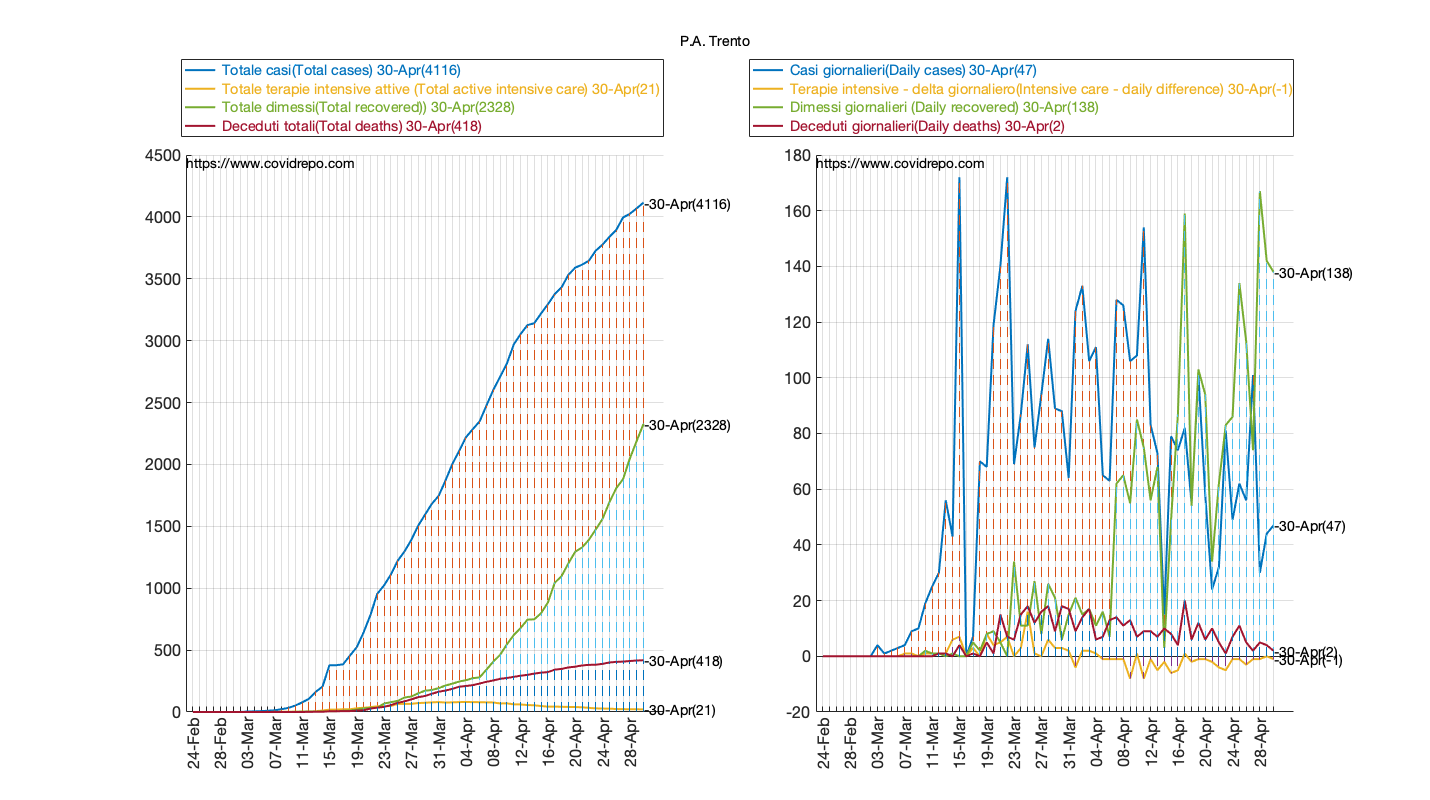 P.A. Trento
Totale casi(Total cases) 30-Apr(4116)
Totale terapie intensive attive (Total active intensive care) 30-Apr(21)
Totale dimessi(Total recovered)) 30-Apr(2328)
Deceduti totali(Total deaths) 30-Apr(418)
4500
4000
3500
3000
2500
2000
1500
1000
500
0
https://www.covidrepo.com
-30-Apr(4116)
-30-Apr(2328)
-30-Apr(418)
-30-Apr(21)
24-Feb
28-Feb
03-Mar
07-Mar
11-Mar
15-Mar
19-Mar
23-Mar
27-Mar
31-Mar
04-Apr
08-Apr
12-Apr
16-Apr
20-Apr
24-Apr
28-Apr
Casi giornalieri(Daily cases) 30-Apr(47)
Terapie intensive - delta giornaliero(Intensive care - daily difference) 30-Apr(-1)
Dimessi giornalieri (Daily recovered) 30-Apr(138)
Deceduti giornalieri(Daily deaths) 30-Apr(2)
180
160
140
120
100
80
60
40
20
0
-20
https://www.covidrepo.com
-30-Apr(138)
-30-Apr(47)
-30-Apr(2)
-30-Apr(-1)
24-Feb
28-Feb
03-Mar
07-Mar
11-Mar
15-Mar
19-Mar
23-Mar
27-Mar
31-Mar
04-Apr
08-Apr
12-Apr
16-Apr
20-Apr
24-Apr
28-Apr